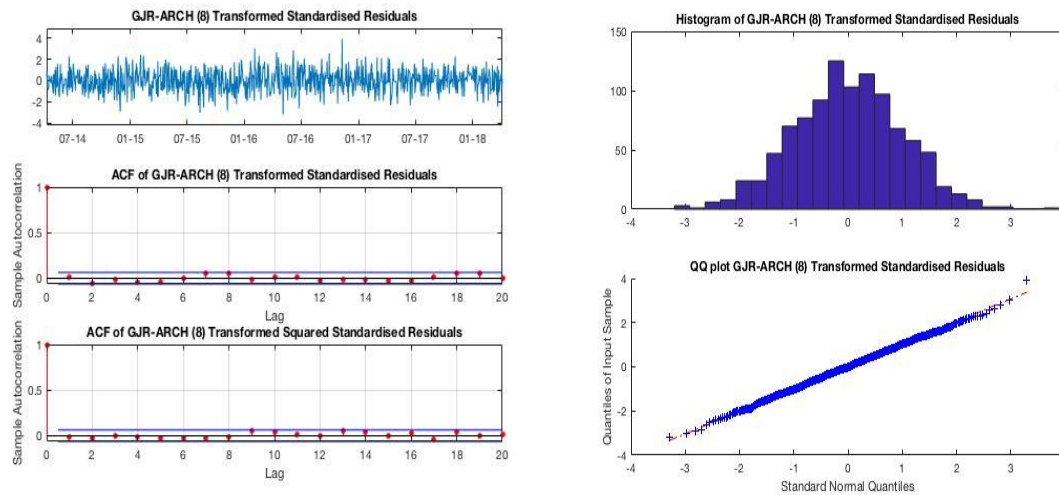 GJR-ARCH (8) Transformed Standardised Residuals
4
2
0
-2
-4
07-14 01-15 07-15 01-16 07-16 01-17 07-17 01-18
ACF of GJR-ARCH (8) Transformed Standardised Residuals
Sample Autocorrelation
1
0.5
0
0 2 4 6 8 10 12 14 16 18 20
Lag
ACF of GJR-ARCH (8) Transformed Squared Standardised Residuals
Sample Autocorrelation
1
0.5
0
0 2 4 6 8 10 12 14 16 18 20
Lag
Histogram of GJR-ARCH (8) Transformed Standardised Residuals
150
100
50
0
-4 -3 -2 -1 0 1 2 3
QQ plot GJR-ARCH (8) Transformed Standardised Residuals
Quantiles of Input Sample
4
2
0
-2
-4
-4 -3 -2 -1 0 1 2 3
Standard Normal Quantiles